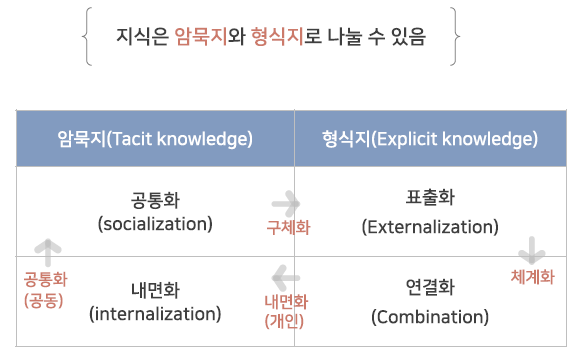 지식은 암묵지와 형식지로 나눌 수 있음
암묵지(Tacit knowledge)
형식지(Explicit knowledge)
공통화
(socialization)
구체화
표출화
(Externalization)
공통화
(공동)
내면화
(internalization)
내면화
(개인)
연결화
(Combination)
체계화